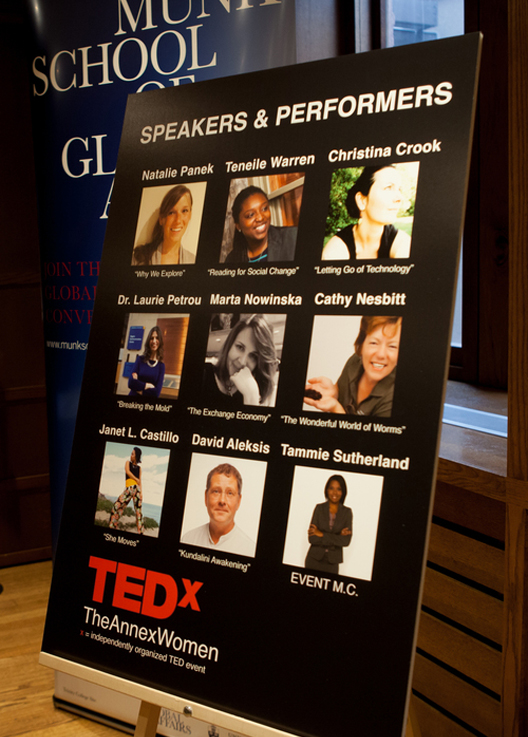 MUNK
SCHOOL
OF
GL
A
JOIN TH
GLOBAL
CONV
www.munksc
SPEAKERS & PERFORMERS
Natalie Panek
Teneile Warren
Christina Crook
"Why We Explore"
"Reading for Social Change"
"Letting Go of Technology"
Dr. Laurie Petrou
Marta Nowinska
Cathy Nesbitt
"Breaking the Mold"
"The Exchange Economy"
"The Wonderful World of Worms"
Janet L. Castillo
David Aleksis
Tammie Sutherland
"She Moves"
"Kundalini Awakening"
EVENT M.C.
TEDx
TheAnnexWomen
x = independently organized TED event